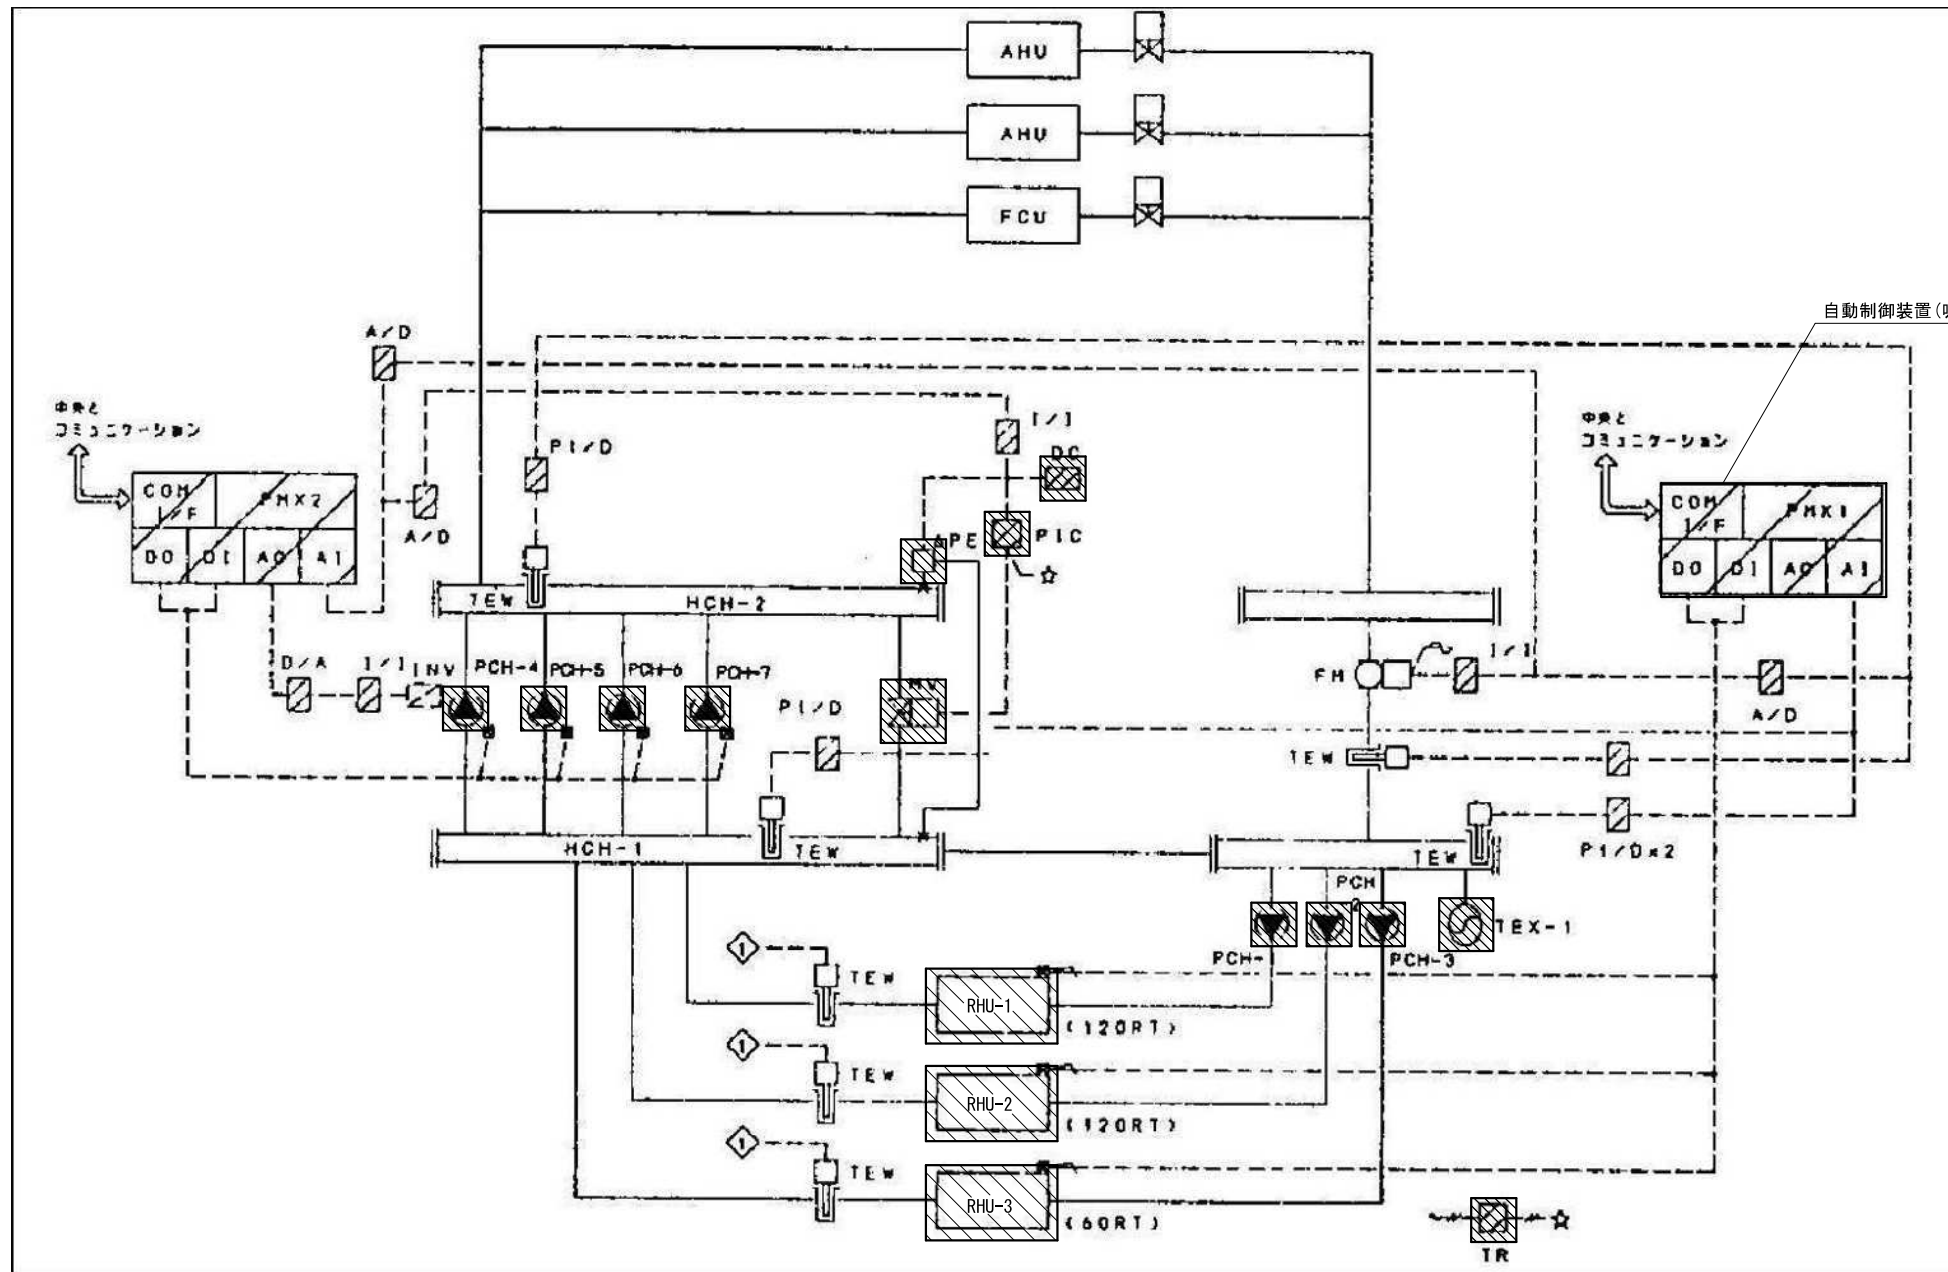 AHU
AHU
FCU
自動制御装置
A/D
中央と
コミュニケーション
PI/D
I/I
DC
中央と
コミュニケーション
COM
I/F
PMX2
DO DI AO AI
A/D
ΔPE
PIC
☆
COM
I/F
PMX1
DO DI AO AI
TEW
HCH-2
D/A
I/I
INV
PCH-4
PCH-5
PCH-6
PCH-7
PI/D
MV
FM
I/I
A/D
TEW
HCH-1
TEW
TEW
PI/D×2
PCH
PCH-
PCH-3
TEX-1
1
TEW
RHU-1
(120RT)
1
TEW
RHU-2
(120RT)
1
TEW
RHU-3
(60RT)
☆
TR